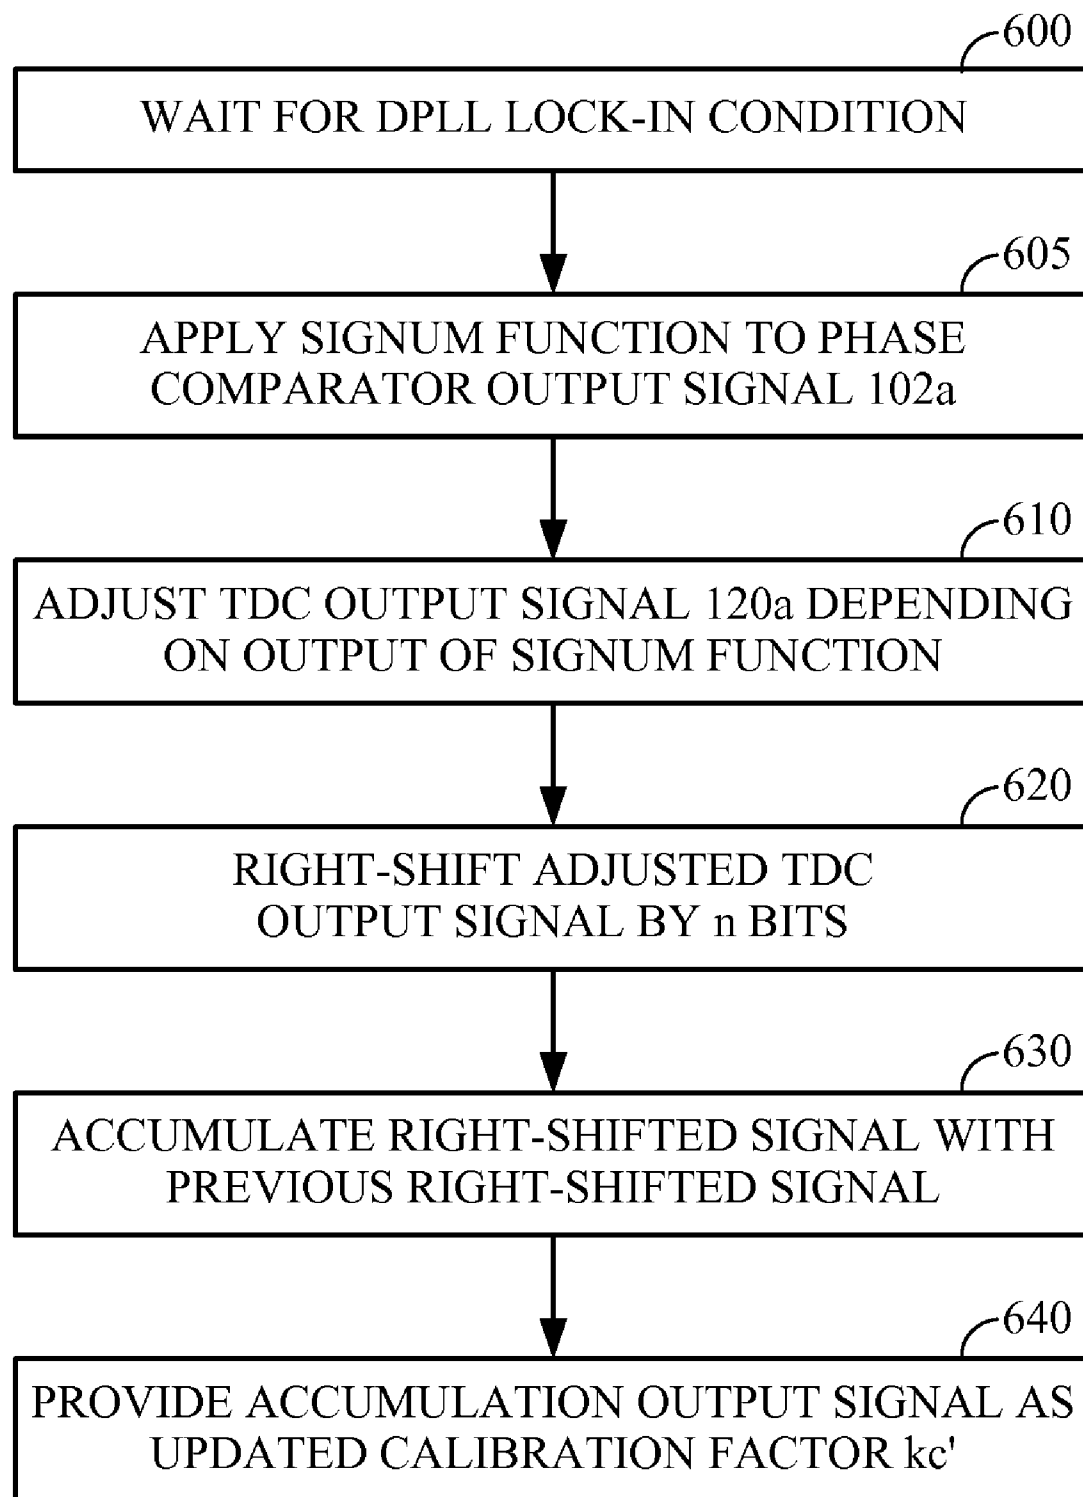 600
WAIT FOR DPLL LOCK-IN CONDITION
605
APPLY SIGNUM FUNCTION TO PHASE
COMPARATOR OUTPUT SIGNAL 102a
610
ADJUST TDC OUTPUT SIGNAL 120a DEPENDING
ON OUTPUT OF SIGNUM FUNCTION
620
RIGHT-SHIFT ADJUSTED TDC
OUTPUT SIGNAL BY n BITS
630
ACCUMULATE RIGHT-SHIFTED SIGNAL WITH
PREVIOUS RIGHT-SHIFTED SIGNAL
640
PROVIDE ACCUMULATION OUTPUT SIGNAL AS
UPDATED CALIBRATION FACTOR kc'